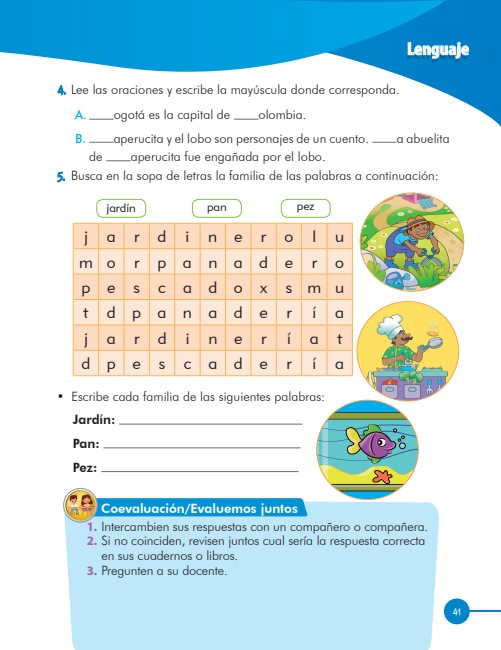 Lenguaje
4. Lee las oraciones y escribe la mayúscula donde corresponda.
A. ____ogotá es la capital de ____olombia.
B. ____aperucita y el lobo son personajes de un cuento. ____a abuelita
de ____aperucita fue engañada por el lobo.
5. Busca en la sopa de letras la familia de las palabras a continuación:
jardín pan pez
j a r d i n e r o l u
m o r p a n a d e r o
p e s c a d o x s m u
t d p a n a d e r í a
j a r d i n e r í a t
d p e s c a d e r í a
• Escribe cada familia de las siguientes palabras:
Jardín: ____
Pan: ____
Pez: ____
Coevaluación/Evaluemos juntos
1. Intercambien sus respuestas con un compañero o compañera.
2. Si no coinciden, revisen juntos cual sería la respuesta correcta
en sus cuadernos o libros.
3. Pregunten a su docente.
41